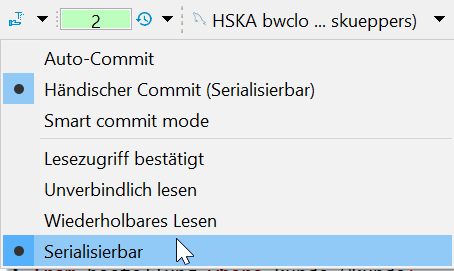 2
HSKA bwclo ... skueppers)
Auto-Commit
Händischer Commit (Serialisierbar)
Smart commit mode
Lesezugriff bestätigt
Unverbindlich lesen
Wiederholbares Lesen
Serialisierbar